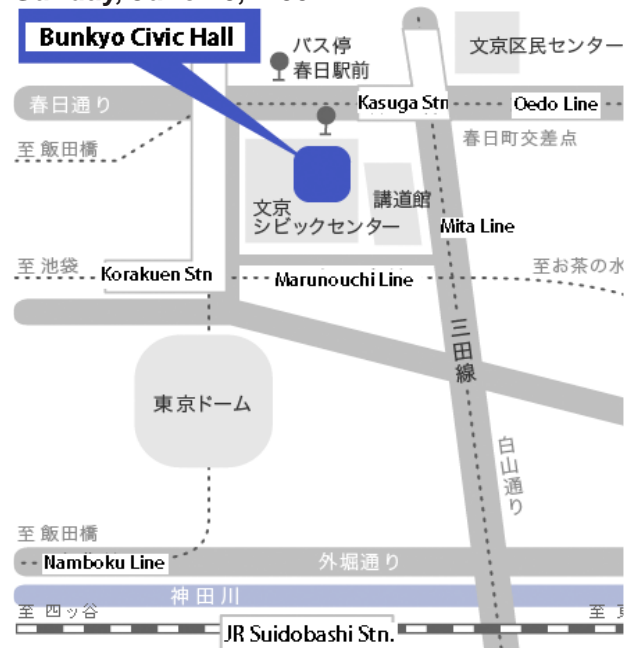 Bunkyo Civic Hall
バス停
春日駅前
文京区民センター
春日通り
Kasuga Stn
Oedo Line
至 飯田橋
春日町交差点
文京
シビックセンター
講道館
Mita Line
至 池袋
Korakuen Stn
Marunouchi Line
至お茶の水
三田線
東京ドーム
白山通り
至 飯田橋
Namboku Line
外堀通り
神田川
至 四ッ谷
至
JR Suidobashi Stn.